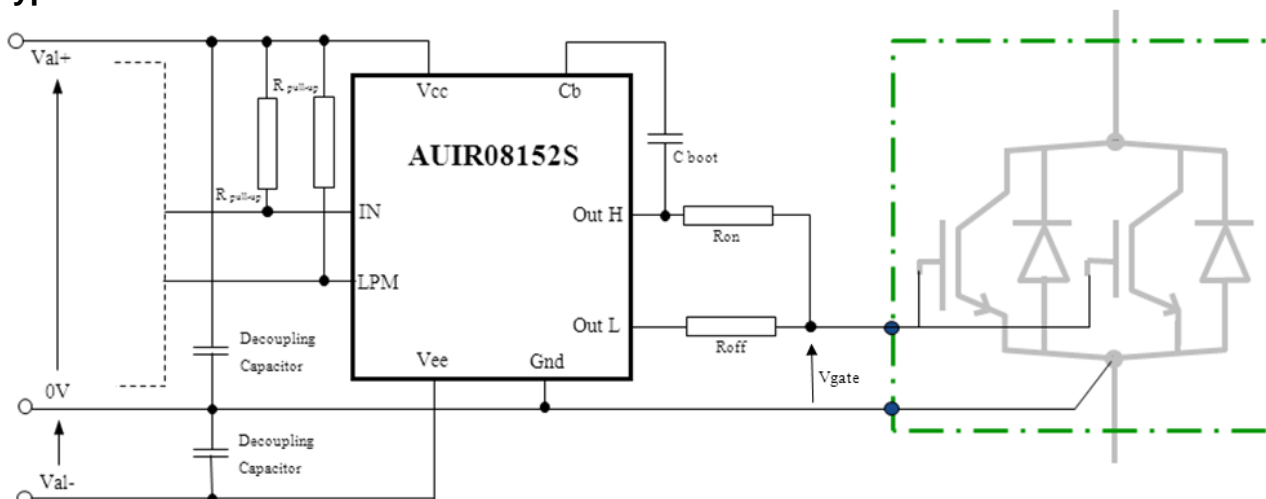 Val+
R pull-up
Vcc
Cb
AUIR08152S
C boot
R pull-up
IN
Out H
Ron
LPM
Out L
Roff
Decoupling
Capacitor
Vee
Gnd
Vgate
0V
Decoupling
Capacitor
Val-